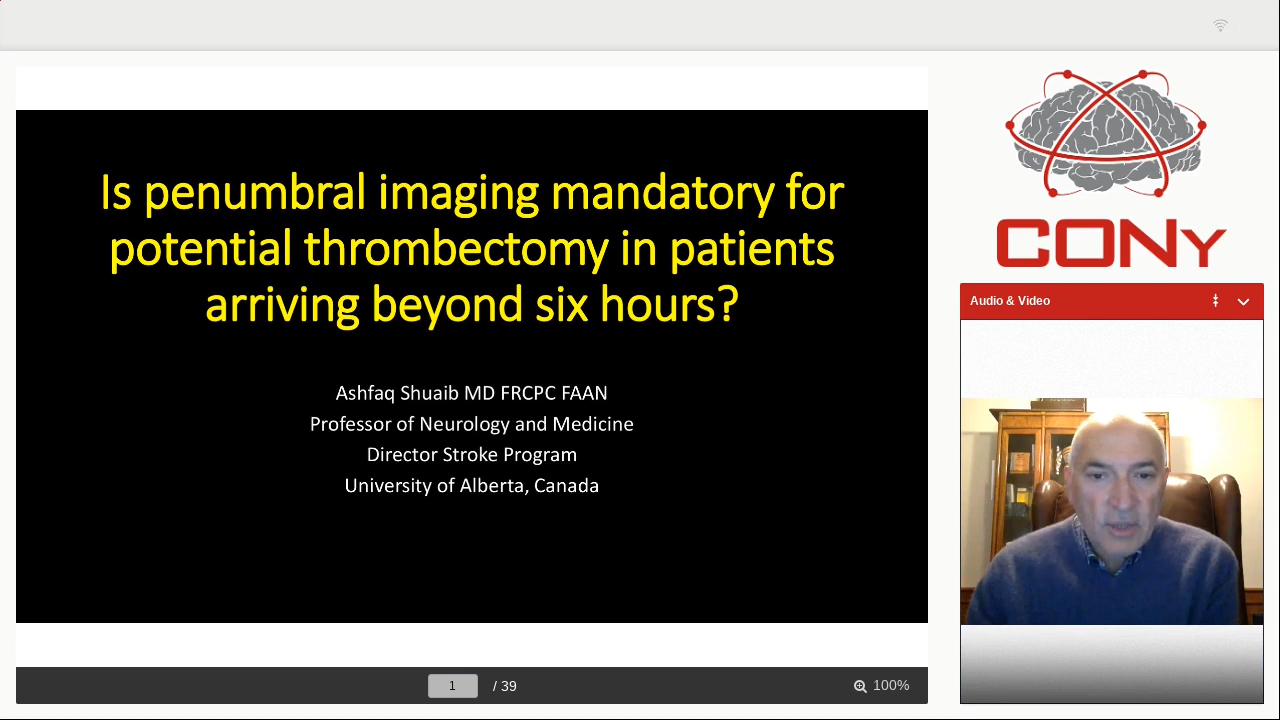 Is penumbral imaging mandatory for
potential thrombectomy in patients
arriving beyond six hours?
Ashfaq Shuaib MD FRCPC FAAN
Professor of Neurology and Medicine
Director Stroke Program
University of Alberta, Canada
1 / 39
100%
CONy
Audio & Video